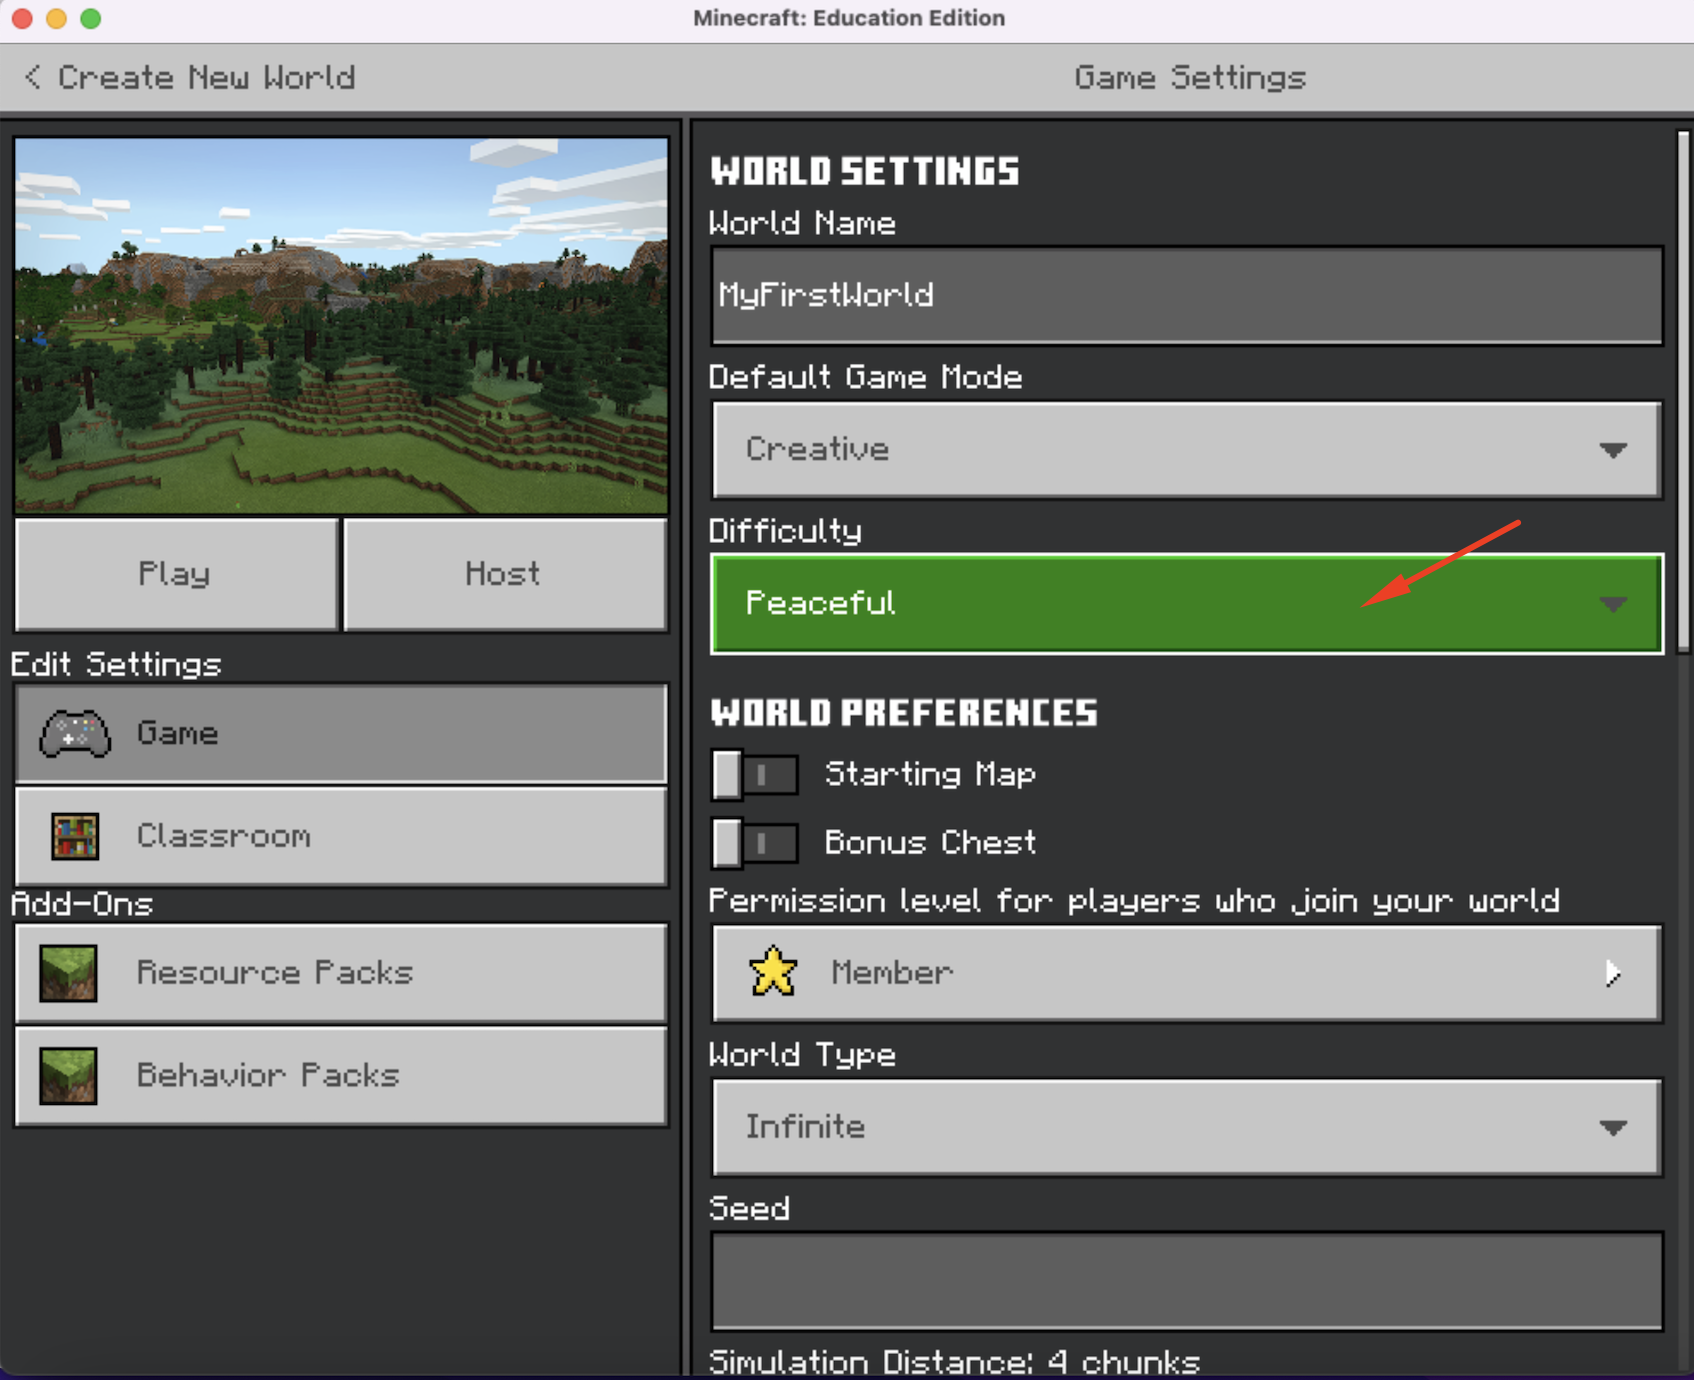 Minecraft: Education Edition
< Create New World
Game Settings
Play
Host
Edit Settings
Game
Classroom
Add-Ons
Resource Packs
Behavior Packs
WORLD SETTINGS
World Name
MyFirstWorld
Default Game Mode
Creative
Difficulty
Peaceful
WORLD PREFERENCES
Starting Map
Bonus Chest
Permission level for players who join your world
Member
World Type
Infinite
Seed
Simulation Distance: 4 chunks